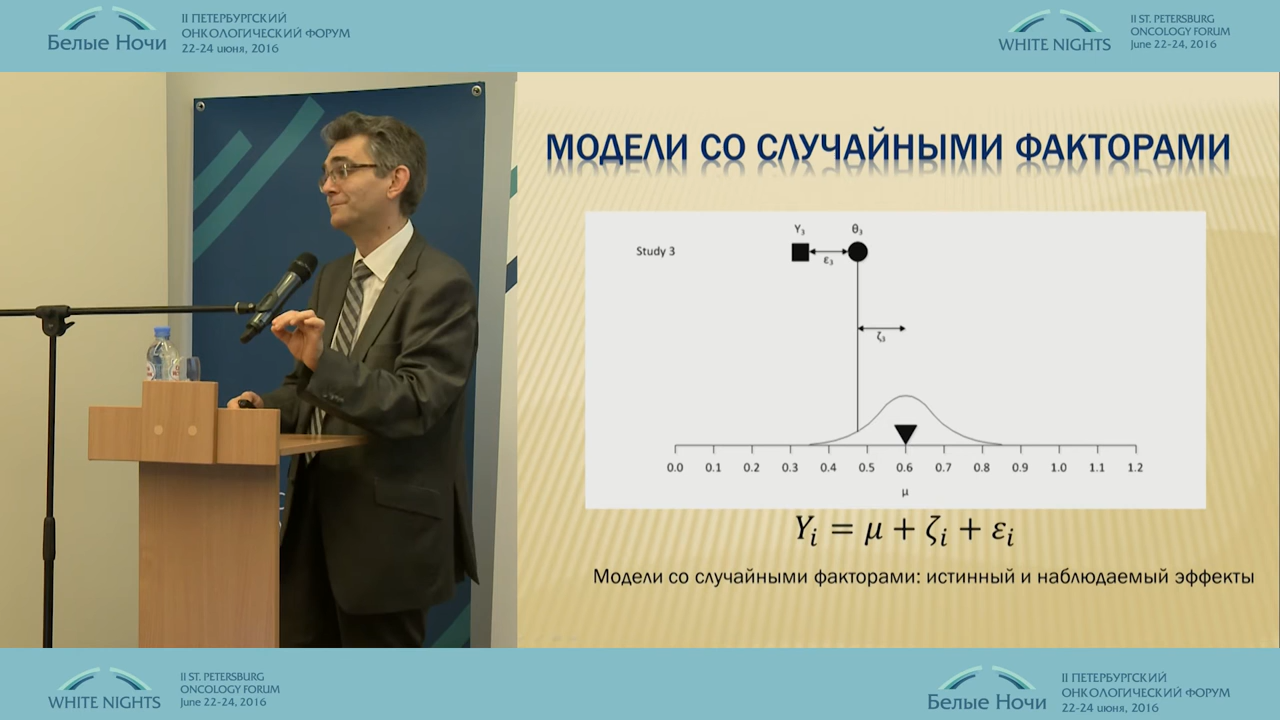 Белые Ночи
II ПЕТЕРБУРГСКИЙ
ОНКОЛОГИЧЕСКИЙ ФОРУМ
22-24 июня, 2016
WHITE NIGHTS
II ST. PETERSBURG
ONCOLOGY FORUM
June 22-24, 2016
МОДЕЛИ СО СЛУЧАЙНЫМИ ФАКТОРАМИ
Y₃ θ₃
Study 3
ε₃
ζ₃
0.0 0.1 0.2 0.3 0.4 0.5 0.6 0.7 0.8 0.9 1.0 1.1 1.2
μ
Yᵢ = μ + ζᵢ + εᵢ
Модели со случайными факторами: истинный и наблюдаемый эффекты
WHITE NIGHTS
II ST. PETERSBURG
ONCOLOGY FORUM
June 22-24, 2016
Белые Ночи
II ПЕТЕРБУРГСКИЙ
ОНКОЛОГИЧЕСКИЙ ФОРУМ
22-24 июня, 2016